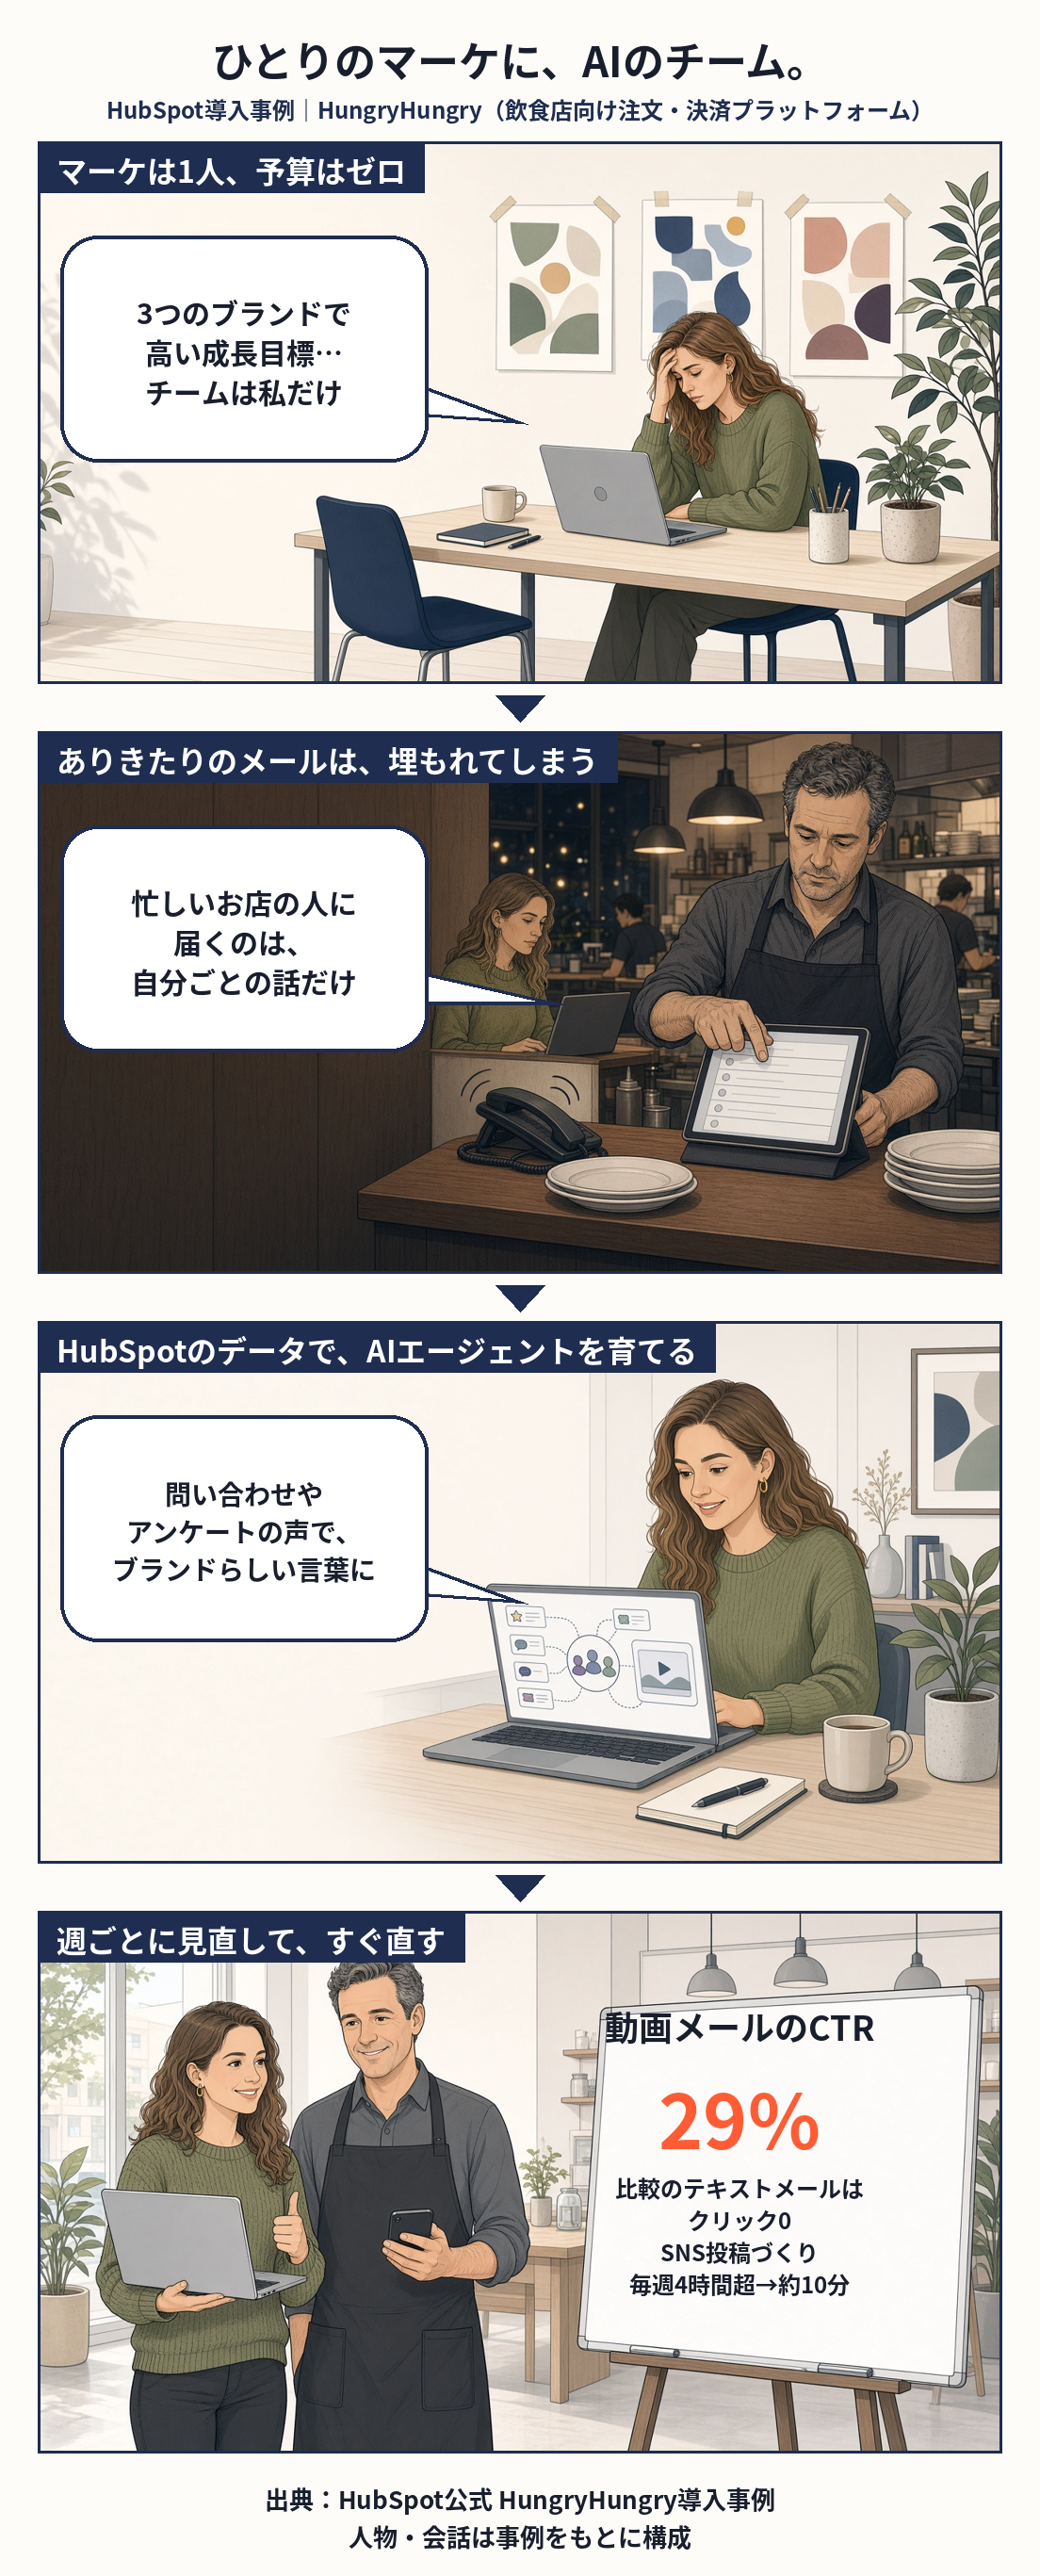 ひとりのマーケに、AIのチーム。
HubSpot導入事例｜HungryHungry（飲食店向け注文・決済プラットフォーム）
マーケは1人、予算はゼロ
3つのブランドで
高い成長目標…
チームは私だけ
ありきたりのメールは、埋もれてしまう
忙しいお店の人に
届くのは、
自分ごとの話だけ
HubSpotのデータで、AIエージェントを育てる
問い合わせや
アンケートの声で、
ブランドらしい言葉に
週ごとに見直して、すぐ直す
動画メールのCTR
29%
比較のテキストメールは
クリック0
SNS投稿づくり
毎週4時間超→約10分
出典：HubSpot公式 HungryHungry導入事例
人物・会話は事例をもとに構成